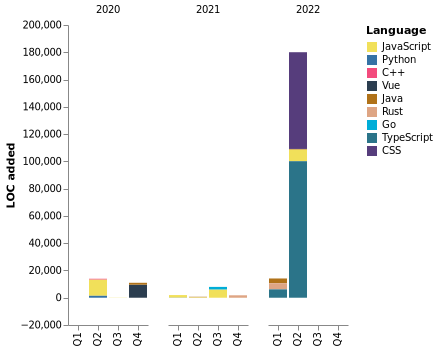 2020 2021 2022
200,000
180,000
160,000
140,000
120,000
100,000
80,000
60,000
40,000
20,000
0
−20,000
LOC added
Q1 Q2 Q3 Q4 Q1 Q2 Q3 Q4 Q1 Q2 Q3 Q4
Language
JavaScript
Python
C++
Vue
Java
Rust
Go
TypeScript
CSS